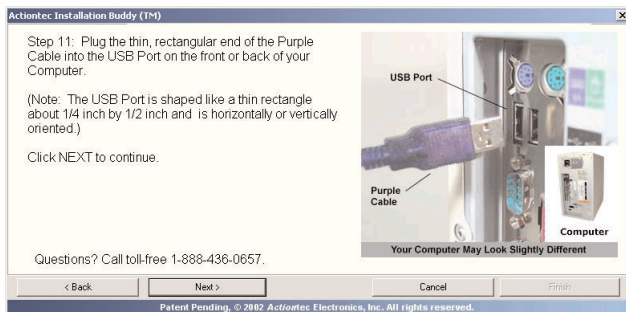 Actiontec Installation Buddy (TM)
Step 11: Plug the thin, rectangular end of the Purple
Cable into the USB Port on the front or back of your
Computer.
(Note: The USB Port is shaped like a thin rectangle
about 1/4 inch by 1/2 inch and is horizontally or vertically
oriented.)
Click NEXT to continue.
Questions? Call toll-free 1-888-436-0657.
USB Port
Purple
Cable
Computer
Your Computer May Look Slightly Different
< Back
Next >
Cancel
Finish
Patent Pending, © 2002 Actiontec Electronics, Inc. All rights reserved.